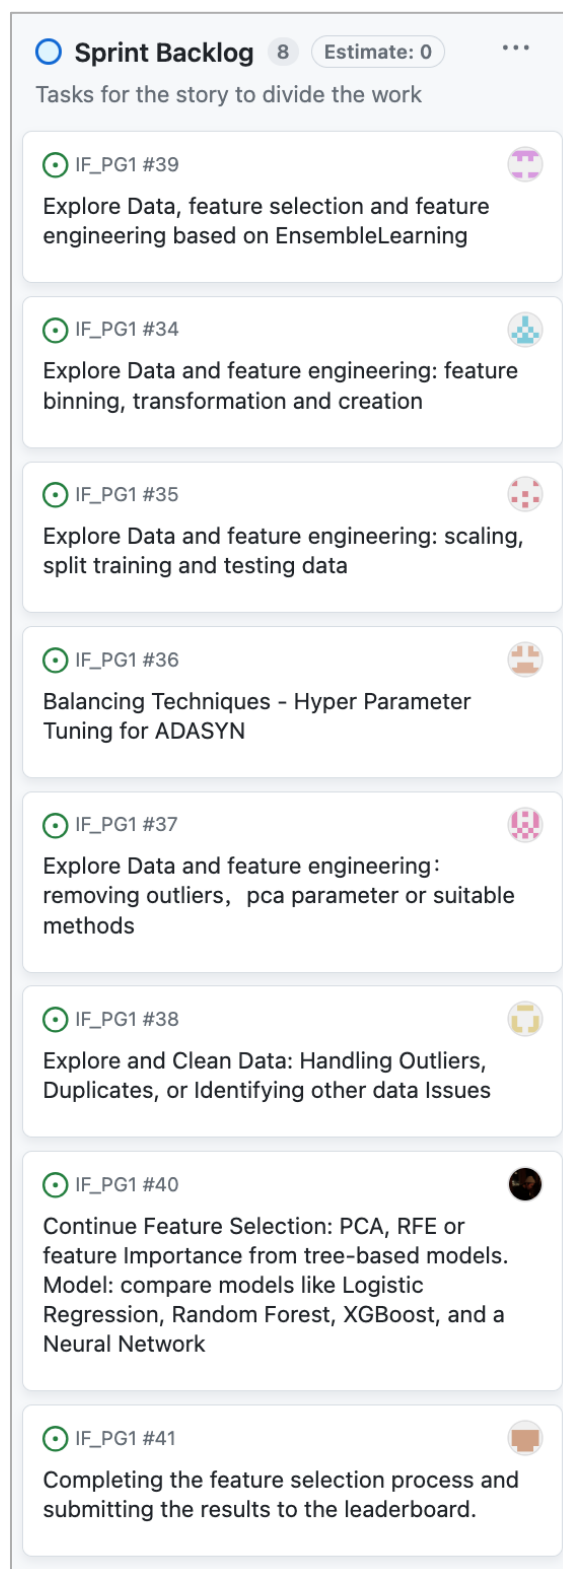 Sprint Backlog 8 Estimate: 0 ...
Tasks for the story to divide the work
IF_PG1 #39
Explore Data, feature selection and feature
engineering based on EnsembleLearning
IF_PG1 #34
Explore Data and feature engineering: feature
binning, transformation and creation
IF_PG1 #35
Explore Data and feature engineering: scaling,
split training and testing data
IF_PG1 #36
Balancing Techniques - Hyper Parameter
Tuning for ADASYN
IF_PG1 #37
Explore Data and feature engineering：
removing outliers，pca parameter or suitable
methods
IF_PG1 #38
Explore and Clean Data: Handling Outliers,
Duplicates, or Identifying other data Issues
IF_PG1 #40
Continue Feature Selection: PCA, RFE or
feature Importance from tree-based models.
Model: compare models like Logistic
Regression, Random Forest, XGBoost, and a
Neural Network
IF_PG1 #41
Completing the feature selection process and
submitting the results to the leaderboard.